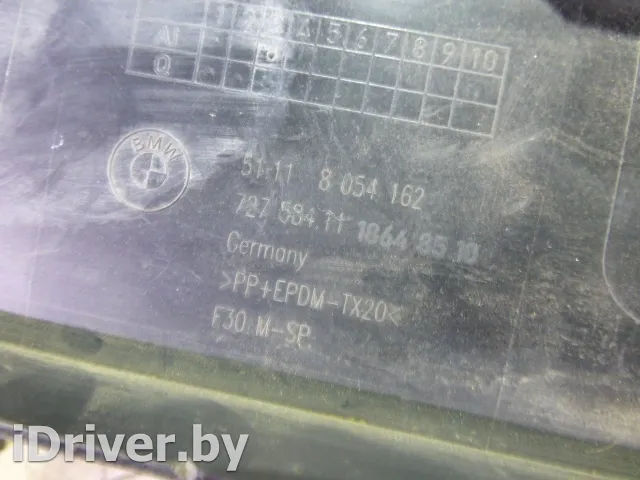 1 2 3 4 5 6 7 8 9 10
AI
Q
BMW
51-11 8 054 162
727 584.11 1864 85 10
Germany
>PP+EPDM-TX20<
F30 M-SP
iDriver.by